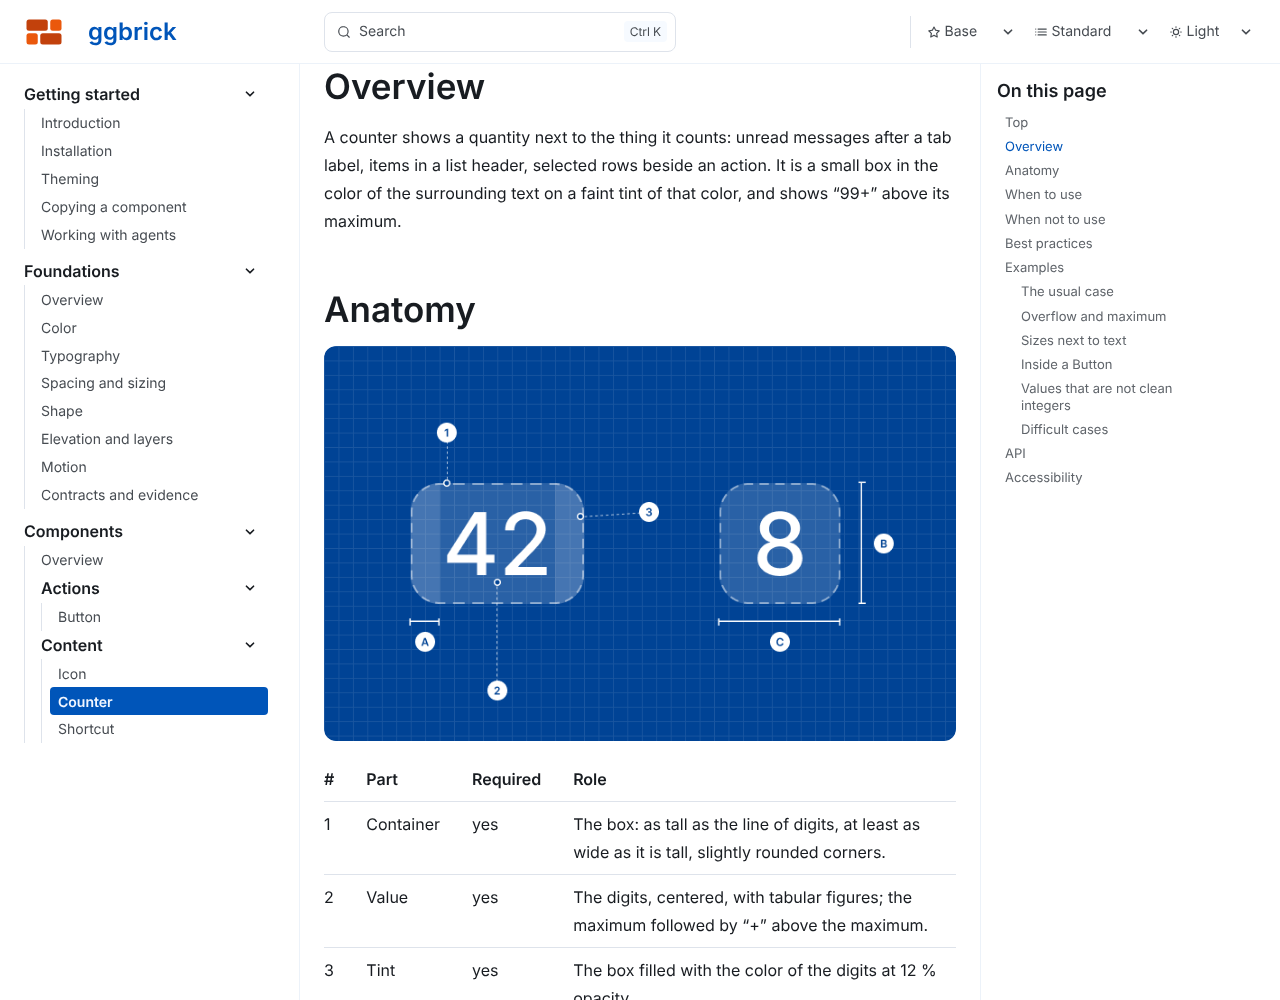 ggbrick
Search
Ctrl K
Base
Standard
Light
Getting started
Introduction
Installation
Theming
Copying a component
Working with agents
Foundations
Overview
Color
Typography
Spacing and sizing
Shape
Elevation and layers
Motion
Contracts and evidence
Components
Overview
Actions
Button
Content
Icon
Counter
Shortcut
Overview
A counter shows a quantity next to the thing it counts: unread messages after a tab
label, items in a list header, selected rows beside an action. It is a small box in the
color of the surrounding text on a faint tint of that color, and shows “99+” above its
maximum.
Anatomy
1
42
3
8
B
A
C
2
# Part Required Role
1 Container yes The box: as tall as the line of digits, at least as
wide as it is tall, slightly rounded corners.
2 Value yes The digits, centered, with tabular figures; the
maximum followed by “+” above the maximum.
3 Tint yes The box filled with the color of the digits at 12 %
opacity
On this page
Top
Overview
Anatomy
When to use
When not to use
Best practices
Examples
The usual case
Overflow and maximum
Sizes next to text
Inside a Button
Values that are not clean
integers
Difficult cases
API
Accessibility